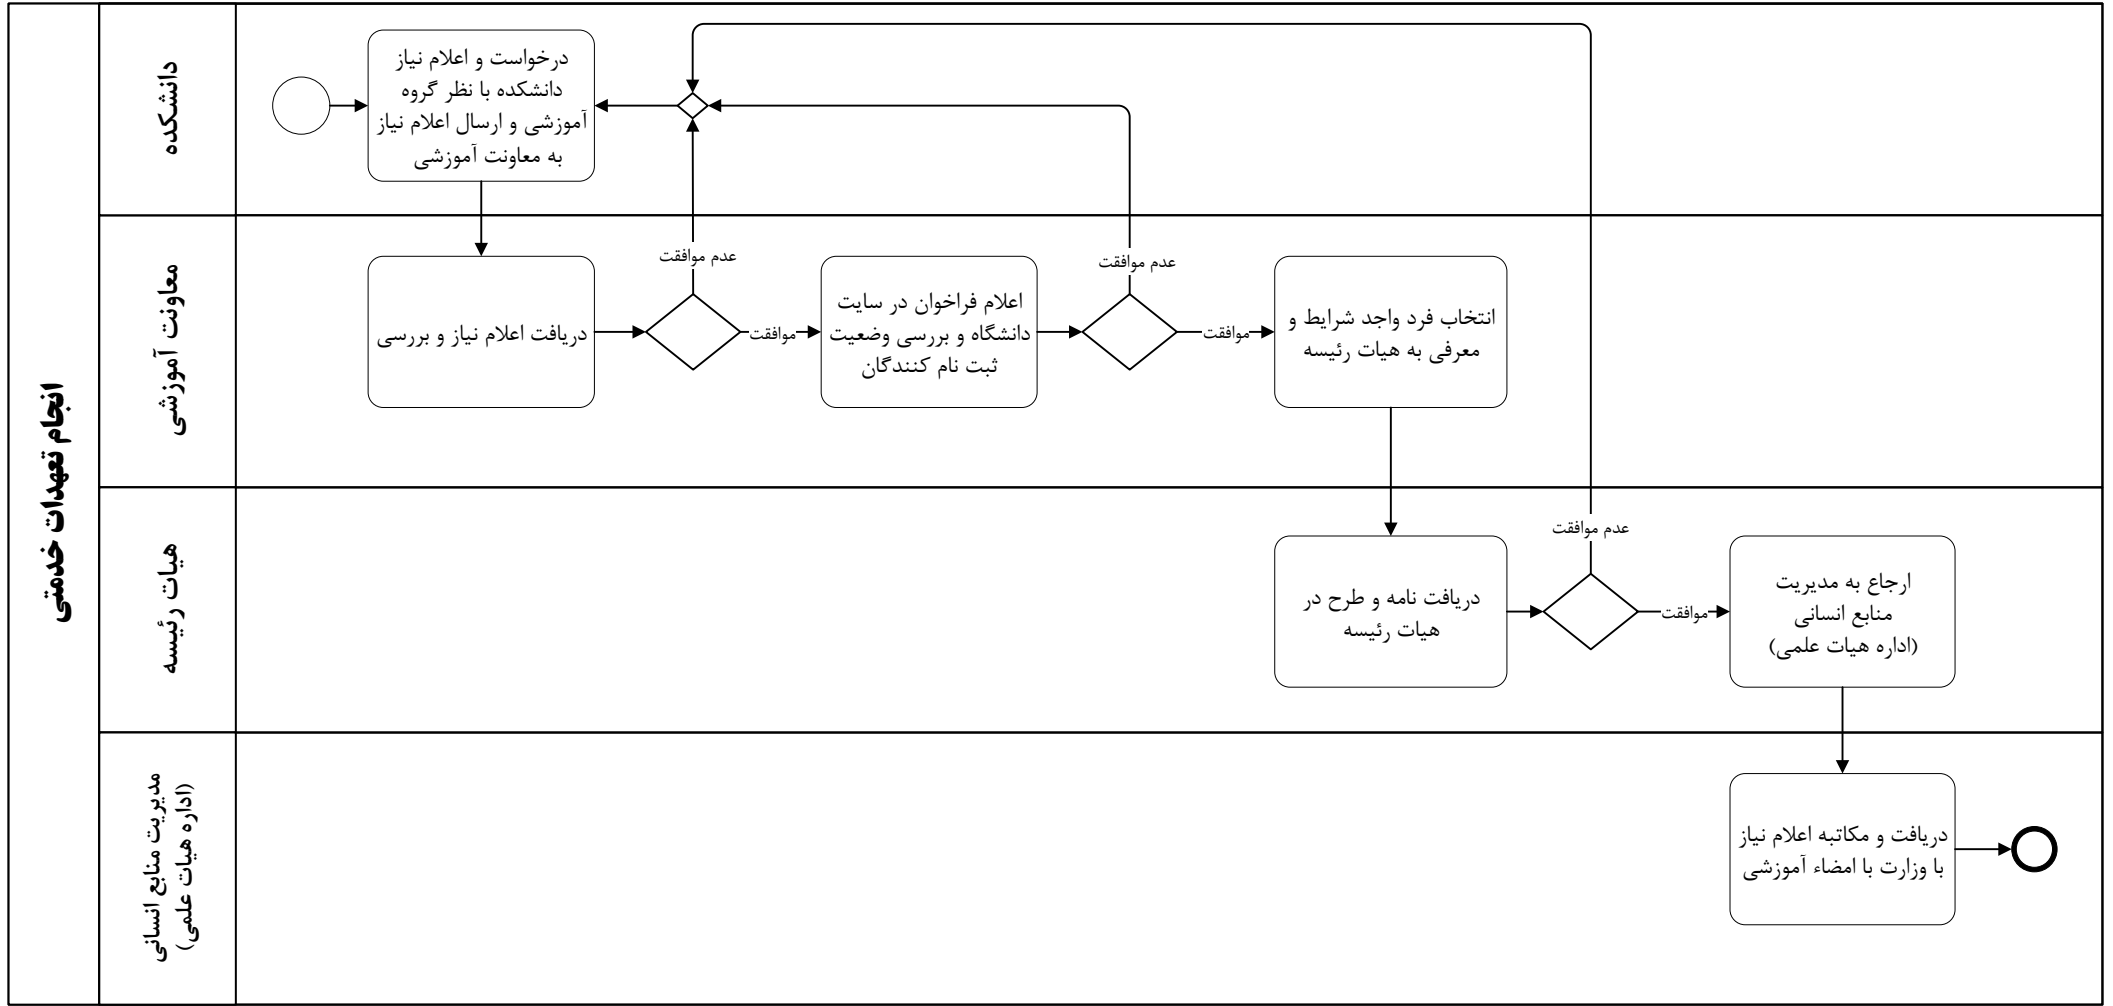 انجام تعهدات خدمتی
دانشکده
درخواست و اعلام نیاز
دانشکده با نظر گروه
آموزشی و ارسال اعلام نیاز
به معاونت آموزشی
معاونت آموزشی
دریافت اعلام نیاز و بررسی
عدم موافقت
موافقت
اعلام فراخوان در سایت
دانشگاه و بررسی وضعیت
ثبت نام کنندگان
عدم موافقت
موافقت
انتخاب فرد واجد شرایط و
معرفی به هیات رئیسه
هیات رئیسه
دریافت نامه و طرح در
هیات رئیسه
عدم موافقت
موافقت
ارجاع به مدیریت
منابع انسانی
(اداره هیات علمی)
مدیریت منابع انسانی
(اداره هیات علمی)
دریافت و مکاتبه اعلام نیاز
با وزارت با امضاء آموزشی